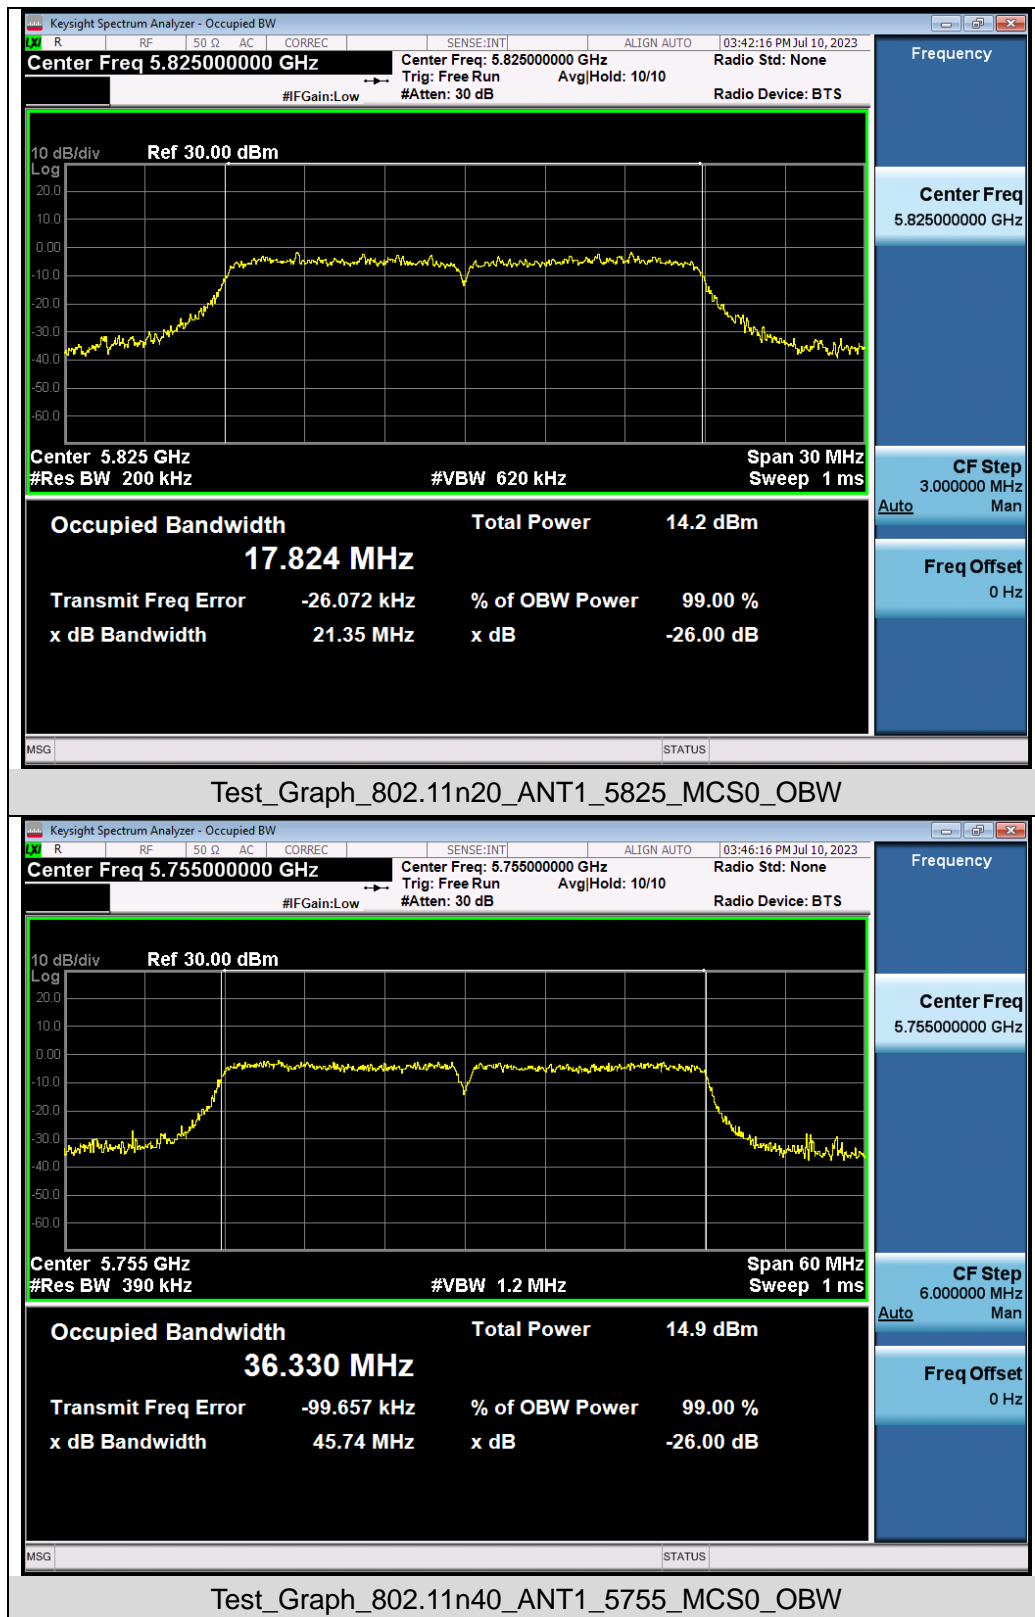 Keysight Spectrum Analyzer - Occupied BW
LXI R RF 50 Ω AC CORREC SENSE:INT ALIGN AUTO 03:42:16 PM Jul 10, 2023
Center Freq 5.825000000 GHz
Center Freq: 5.825000000 GHz
Radio Std: None
Trig: Free Run Avg|Hold: 10/10
#IFGain:Low #Atten: 30 dB
Radio Device: BTS
Frequency
10 dB/div Ref 30.00 dBm
Log
20.0
10.0
0.00
-10.0
-20.0
-30.0
-40.0
-50.0
-60.0
Center 5.825 GHz Span 30 MHz
#Res BW 200 kHz #VBW 620 kHz Sweep 1 ms
Center Freq
5.825000000 GHz
CF Step
3.000000 MHz
Auto Man
Freq Offset
0 Hz
Occupied Bandwidth Total Power 14.2 dBm
17.824 MHz
Transmit Freq Error -26.072 kHz % of OBW Power 99.00 %
x dB Bandwidth 21.35 MHz x dB -26.00 dB
MSG STATUS
Test_Graph_802.11n20_ANT1_5825_MCS0_OBW
Keysight Spectrum Analyzer - Occupied BW
LXI R RF 50 Ω AC CORREC SENSE:INT ALIGN AUTO 03:46:16 PM Jul 10, 2023
Center Freq 5.755000000 GHz
Center Freq: 5.755000000 GHz
Radio Std: None
Trig: Free Run Avg|Hold: 10/10
#IFGain:Low #Atten: 30 dB
Radio Device: BTS
Frequency
10 dB/div Ref 30.00 dBm
Log
20.0
10.0
0.00
-10.0
-20.0
-30.0
-40.0
-50.0
-60.0
Center 5.755 GHz Span 60 MHz
#Res BW 390 kHz #VBW 1.2 MHz Sweep 1 ms
Center Freq
5.755000000 GHz
CF Step
6.000000 MHz
Auto Man
Freq Offset
0 Hz
Occupied Bandwidth Total Power 14.9 dBm
36.330 MHz
Transmit Freq Error -99.657 kHz % of OBW Power 99.00 %
x dB Bandwidth 45.74 MHz x dB -26.00 dB
MSG STATUS
Test_Graph_802.11n40_ANT1_5755_MCS0_OBW